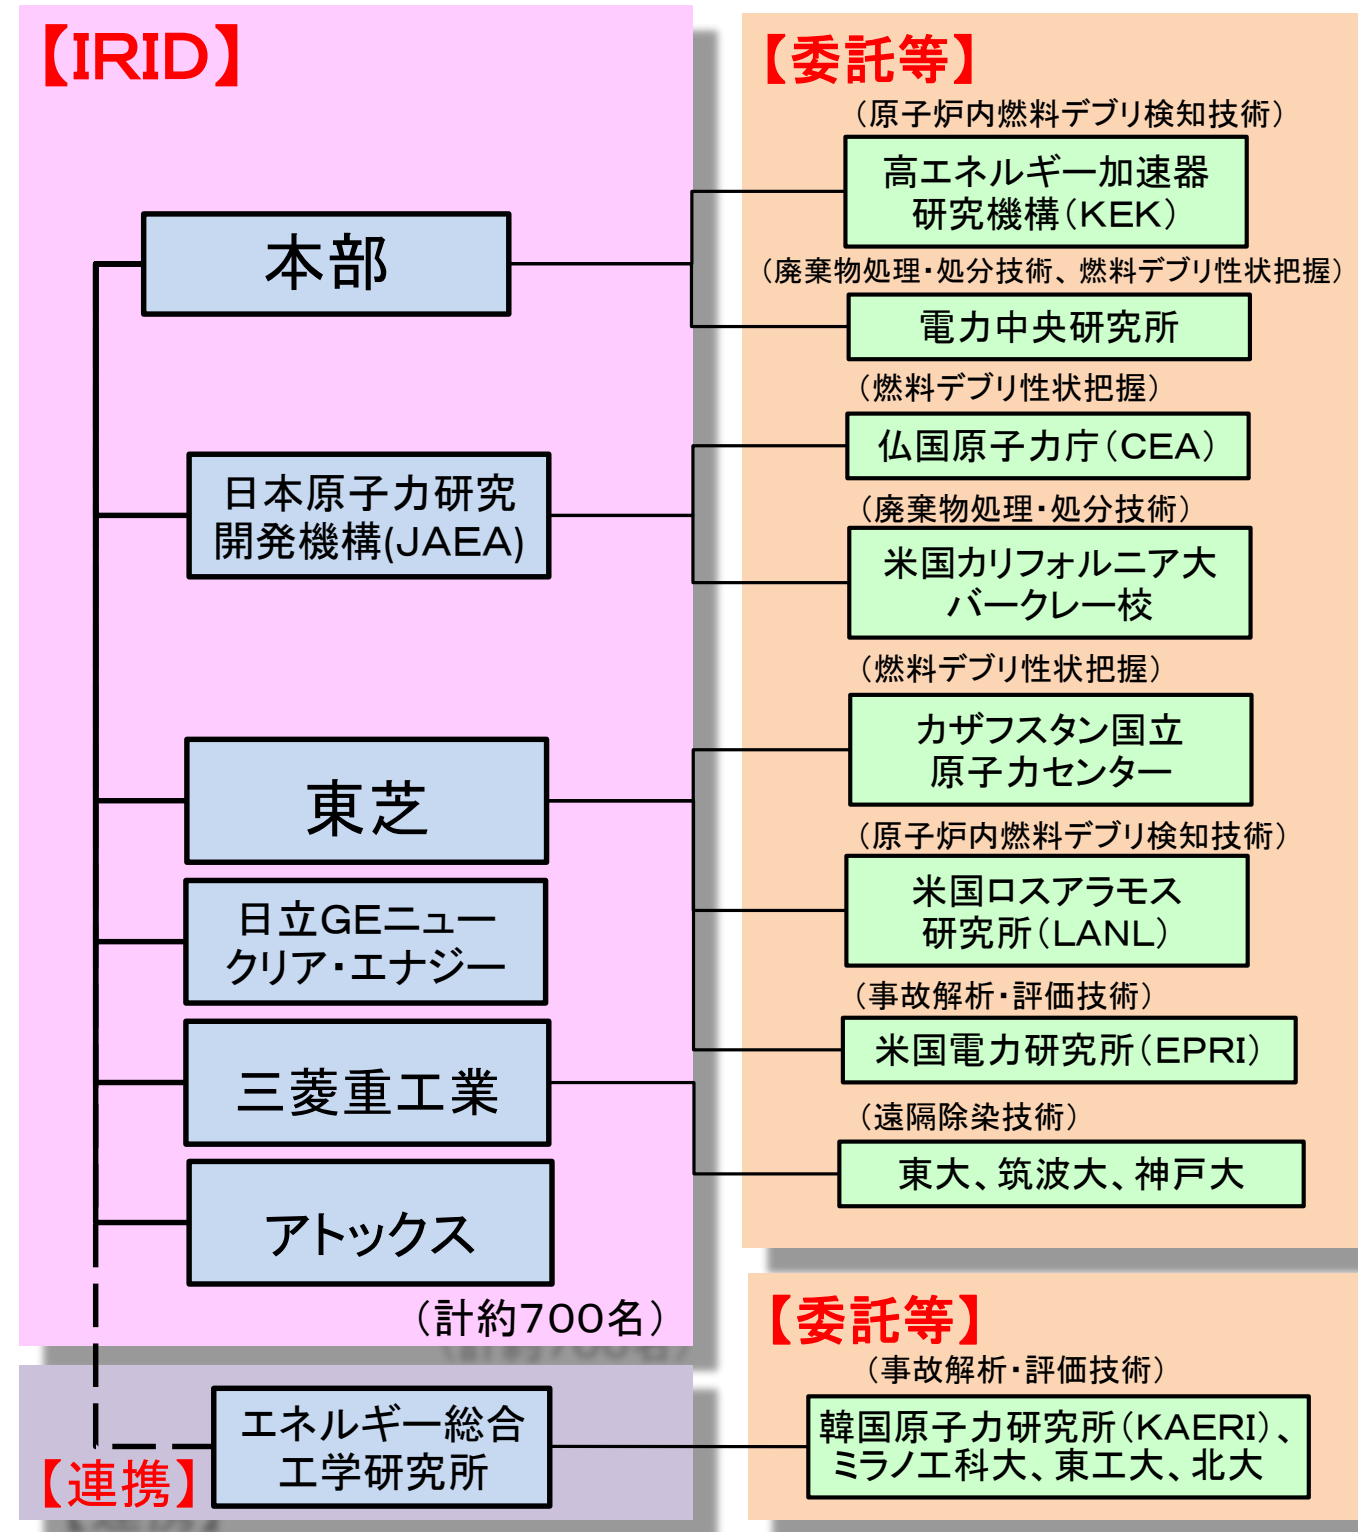 【IRID】
本部
日本原子力研究
開発機構(JAEA)
東芝
日立GEニュー
クリア・エナジー
三菱重工業
アトックス
（計約700名）
エネルギー総合
工学研究所
【連携】
【委託等】
（原子炉内燃料デブリ検知技術）
高エネルギー加速器
研究機構（KEK）
（廃棄物処理・処分技術、燃料デブリ性状把握）
電力中央研究所
（燃料デブリ性状把握）
仏国原子力庁（CEA）
（廃棄物処理・処分技術）
米国カリフォルニア大
バークレー校
（燃料デブリ性状把握）
カザフスタン国立
原子力センター
（原子炉内燃料デブリ検知技術）
米国ロスアラモス
研究所（LANL）
（事故解析・評価技術）
米国電力研究所（EPRI）
（遠隔除染技術）
東大、筑波大、神戸大
【委託等】
（事故解析・評価技術）
韓国原子力研究所（KAERI）、
ミラノ工科大、東工大、北大